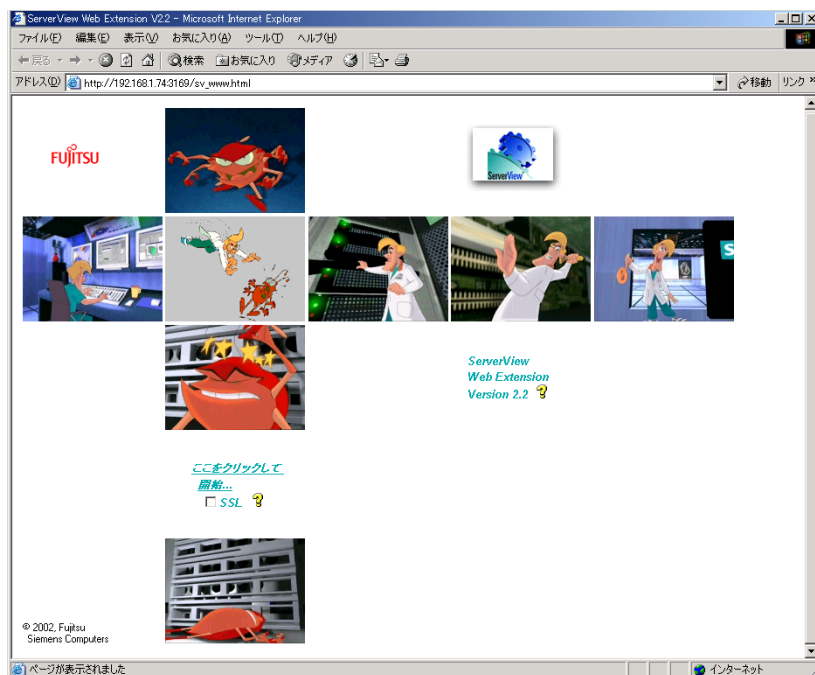 ServerView Web Extension V2.2 - Microsoft Internet Explorer
ファイル(F) 編集(E) 表示(V) お気に入り(A) ツール(T) ヘルプ(H)
戻る 検索 お気に入り メディア
アドレス(D) http://192.168.1.74:3169/sv_www.html 移動 リンク »
FUJITSU
ServerView
S
ServerView
Web Extension
Version 2.2 ?
ここをクリックして
開始...
SSL ?
© 2002, Fujitsu
Siemens Computers
ページが表示されました インターネット